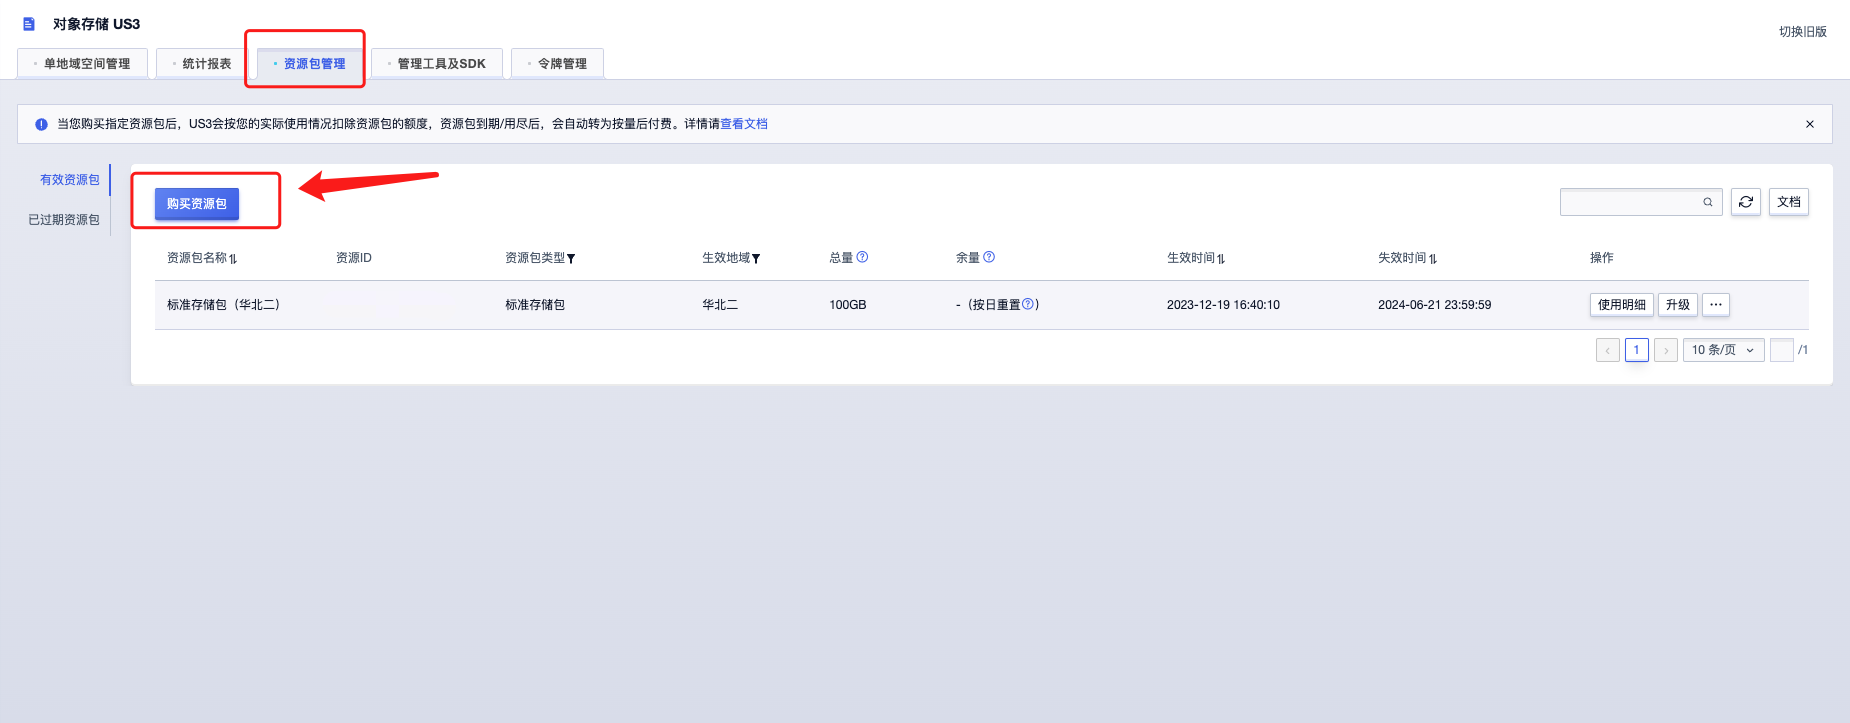 对象存储 US3
切换旧版
单地域空间管理 统计报表 资源包管理 管理工具及SDK 令牌管理
当您购买指定资源包后，US3会按您的实际使用情况扣除资源包的额度，资源包到期/用尽后，会自动转为按量后付费。详情请查看文档
有效资源包
已过期资源包
购买资源包
文档
资源包名称 资源ID 资源包类型 生效地域 总量 余量 生效时间 失效时间 操作
标准存储包（华北二） 标准存储包 华北二 100GB -（按日重置） 2023-12-19 16:40:10 2024-06-21 23:59:59 使用明细 升级 ···
1 10 条/页 /1